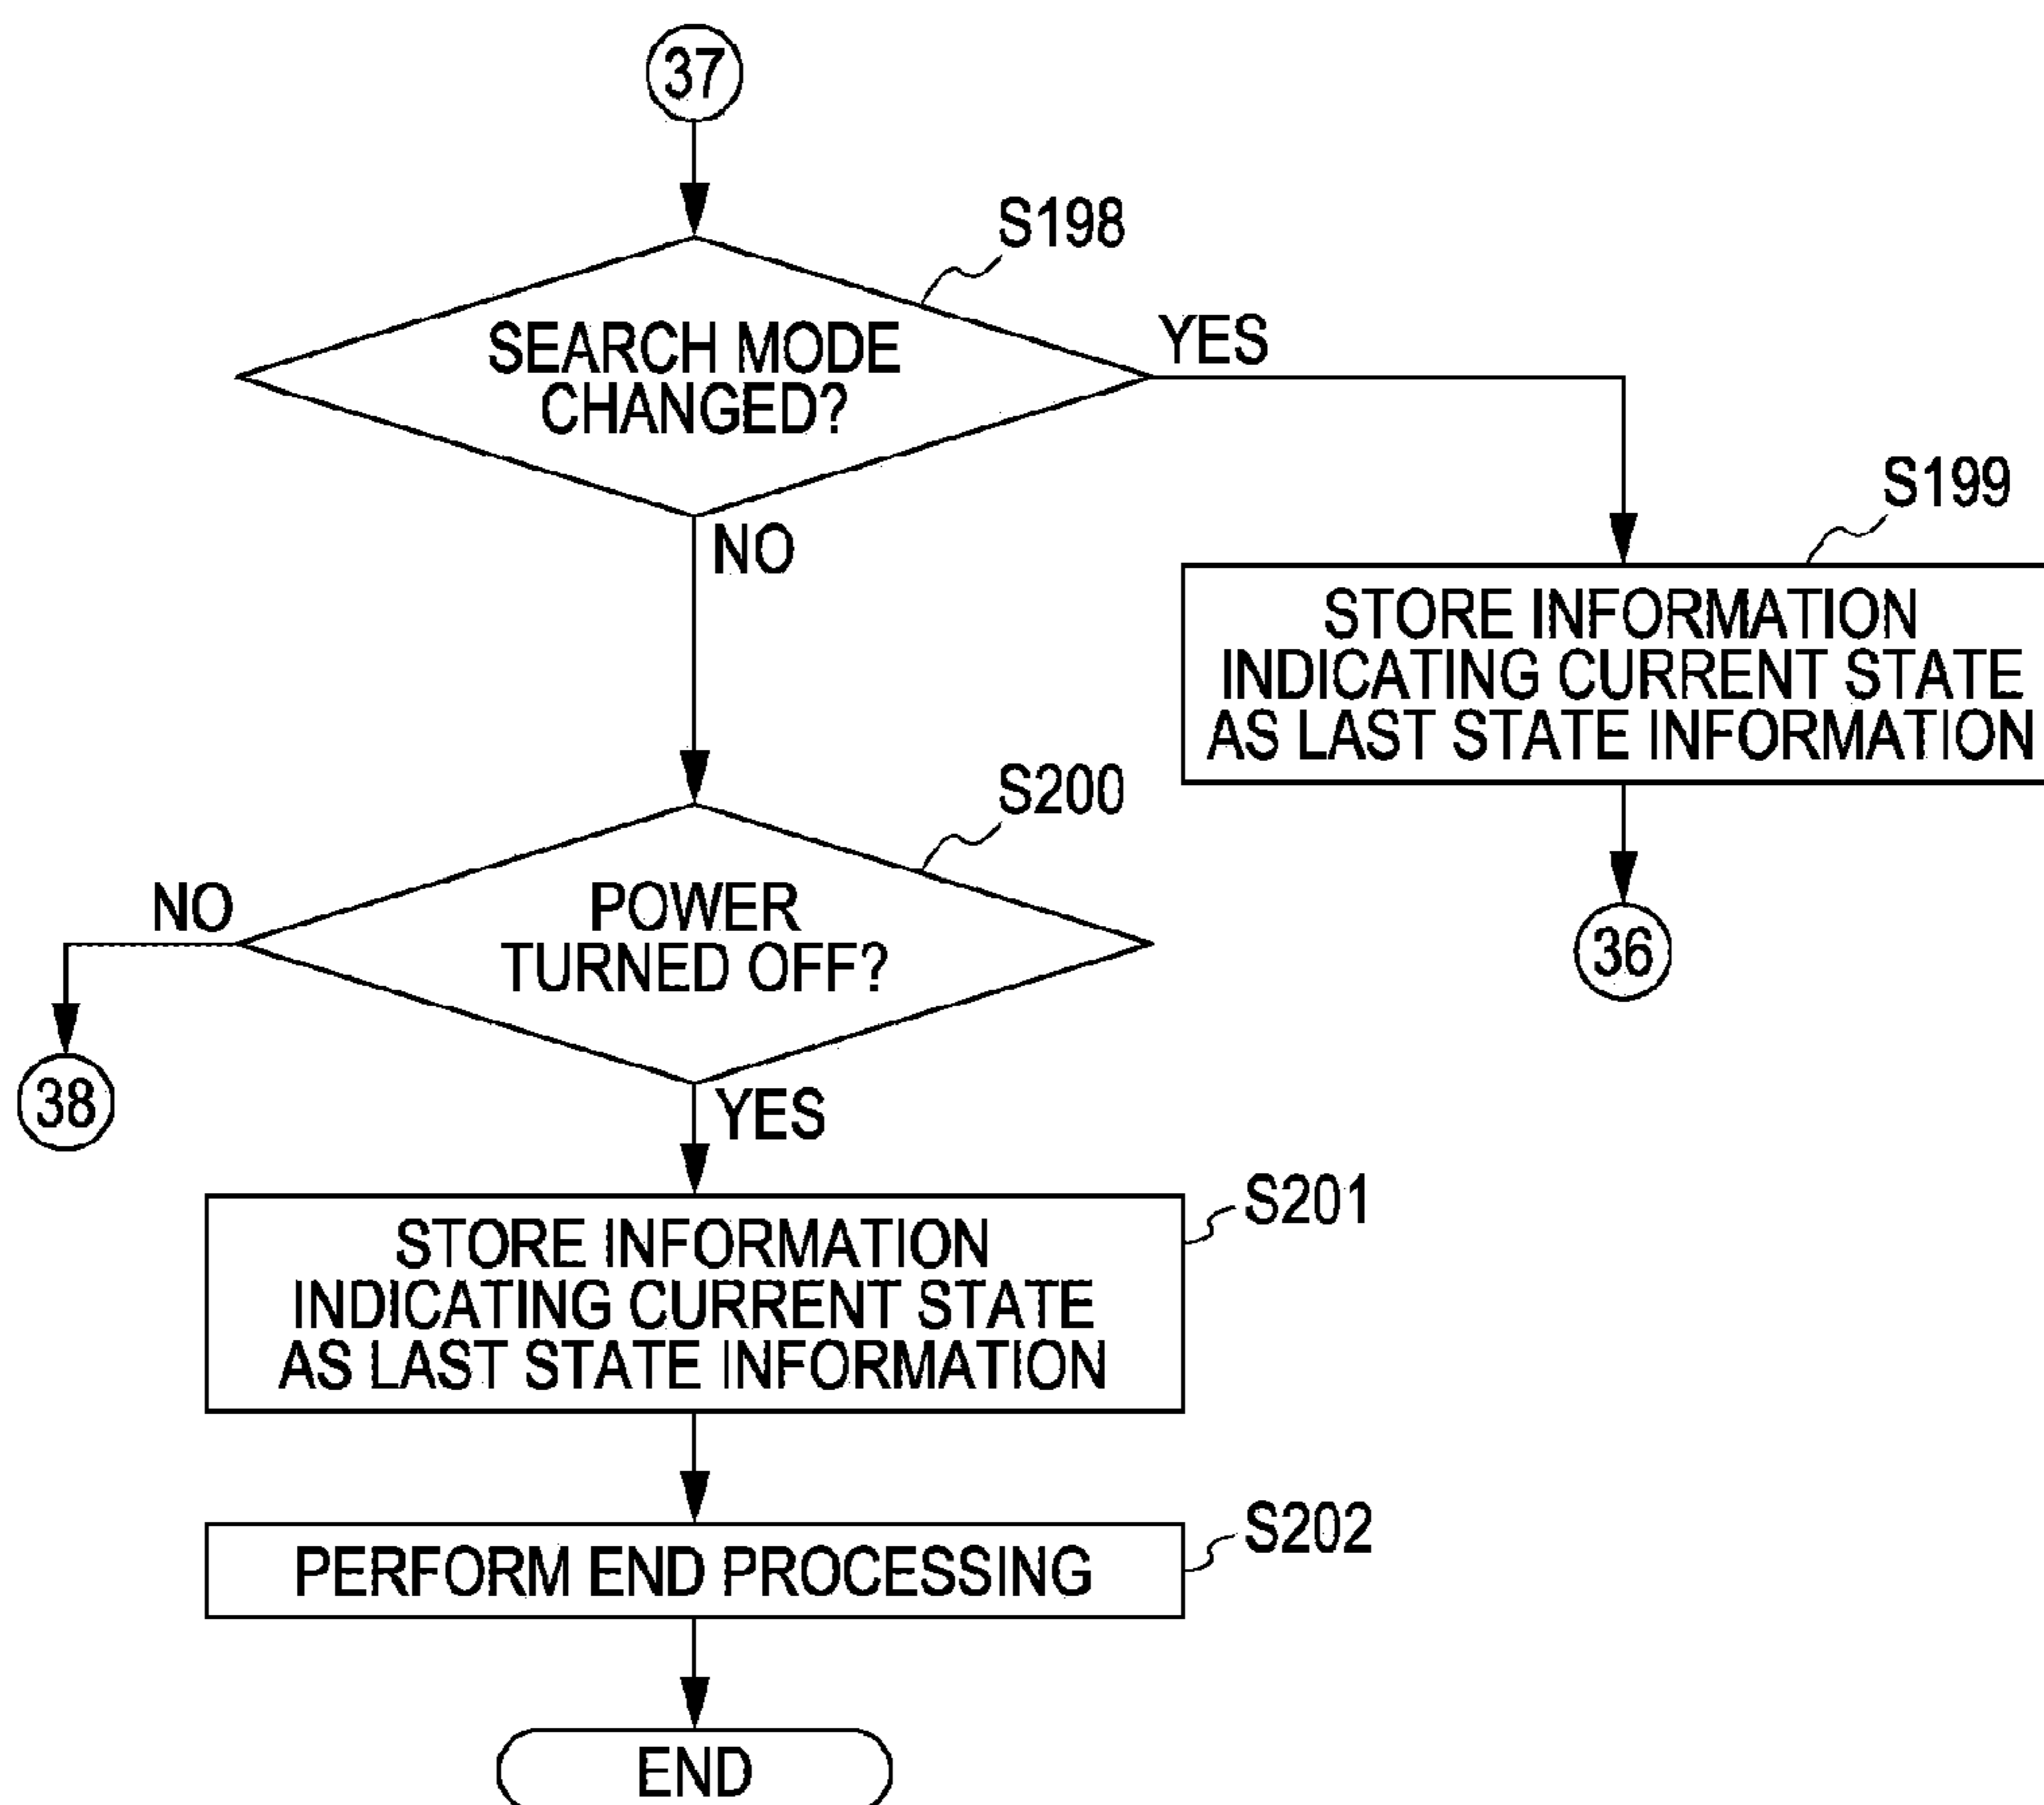 37
S198
SEARCH MODE
CHANGED?
YES
NO
S199
STORE INFORMATION
INDICATING CURRENT STATE
AS LAST STATE INFORMATION
36
S200
POWER
TURNED OFF?
NO
38
YES
S201
STORE INFORMATION
INDICATING CURRENT STATE
AS LAST STATE INFORMATION
S202
PERFORM END PROCESSING
END